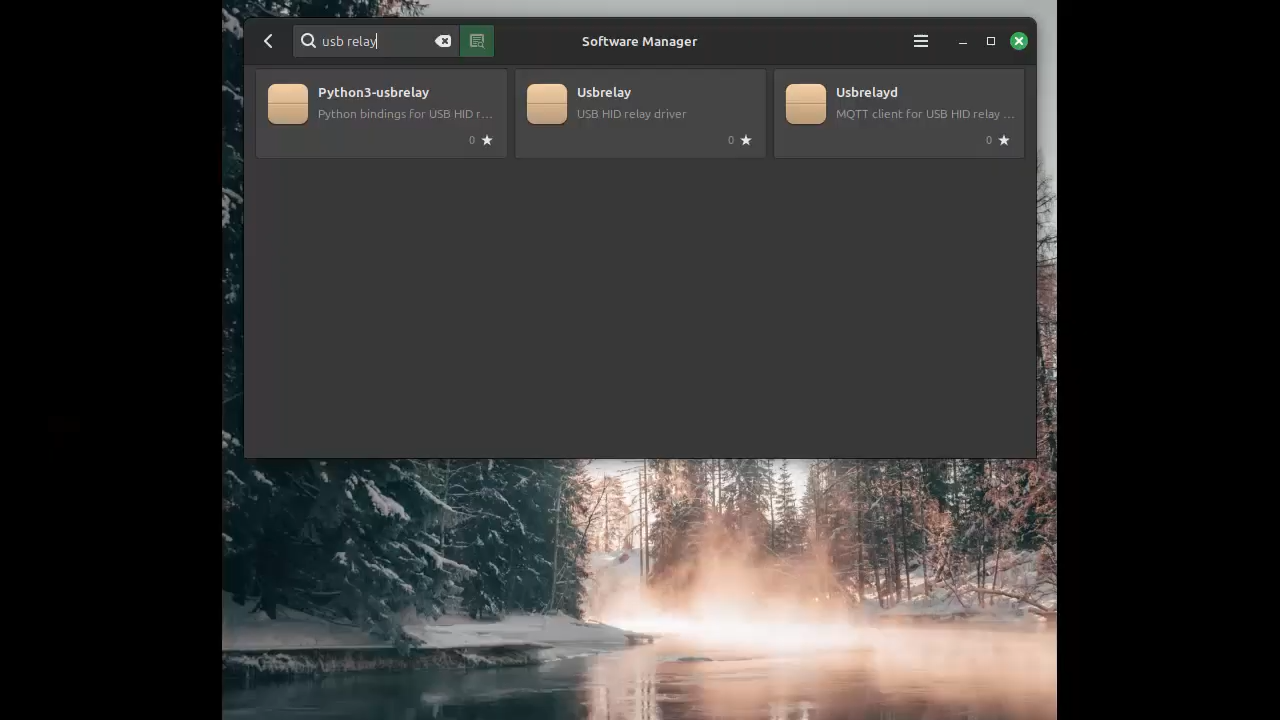 usb relay
Software Manager
Python3-usbrelay
Python bindings for USB HID r...
0
Usbrelay
USB HID relay driver
0
Usbrelayd
MQTT client for USB HID relay ...
0